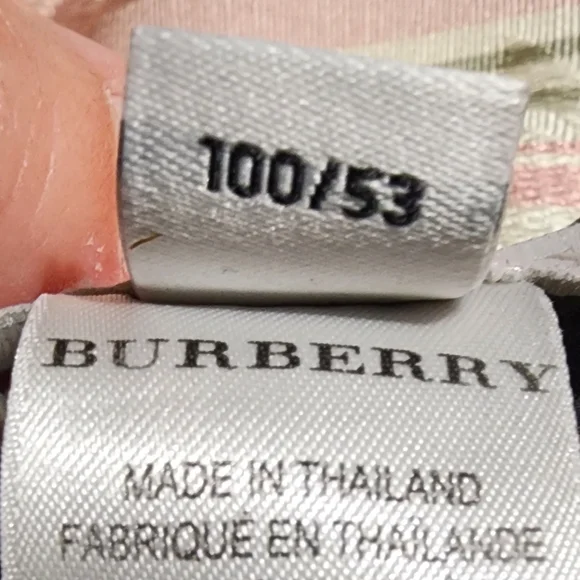 100/53
BURBERRY
MADE IN THAILAND
FABRIQUÉ EN THAÏLANDE